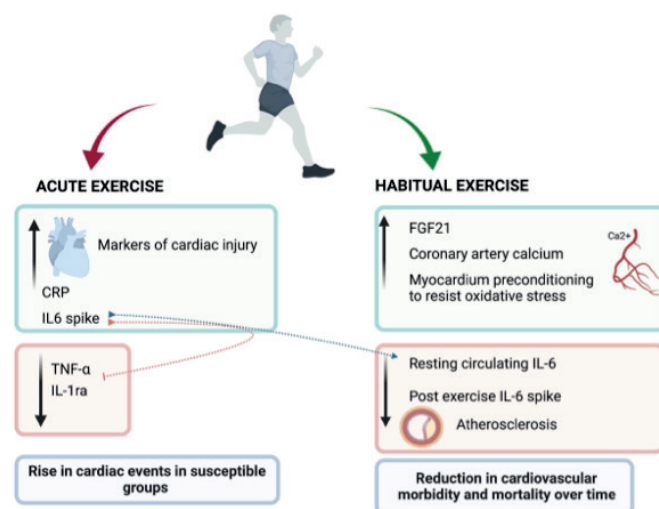 ACUTE EXERCISE
Markers of cardiac injury
CRP
IL6 spike
TNF-α
IL-1ra
Rise in cardiac events in susceptible
groups
HABITUAL EXERCISE
FGF21
Coronary artery calcium
Myocardium preconditioning
to resist oxidative stress
Ca2+
Resting circulating IL-6
Post exercise IL-6 spike
Atherosclerosis
Reduction in cardiovascular
morbidity and mortality over time